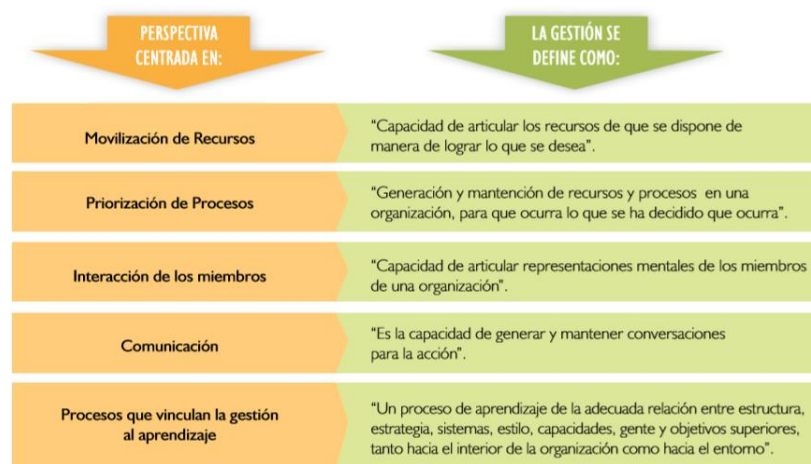 PERSPECTIVA
CENTRADA EN:
LA GESTIÓN SE
DEFINE COMO:
Movilización de Recursos
"Capacidad de articular los recursos de que se dispone de
manera de lograr lo que se desea".
Priorización de Procesos
"Generación y mantención de recursos y procesos en una
organización, para que ocurra lo que se ha decidido que ocurra".
Interacción de los miembros
"Capacidad de articular representaciones mentales de los miembros
de una organización".
Comunicación
"Es la capacidad de generar y mantener conversaciones
para la acción".
Procesos que vinculan la gestión
al aprendizaje
"Un proceso de aprendizaje de la adecuada relación entre estructura,
estrategia, sistemas, estilo, capacidades, gente y objetivos superiores,
tanto hacia el interior de la organización como hacia el entorno".